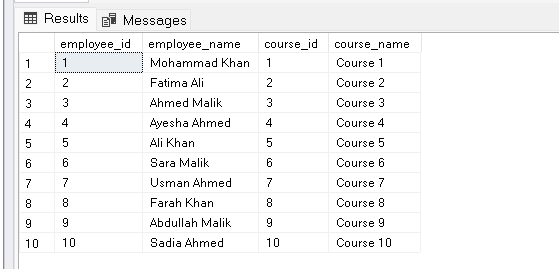 Results Messages
employee_id employee_name course_id course_name
1 1 Mohammad Khan 1 Course 1
2 2 Fatima Ali 2 Course 2
3 3 Ahmed Malik 3 Course 3
4 4 Ayesha Ahmed 4 Course 4
5 5 Ali Khan 5 Course 5
6 6 Sara Malik 6 Course 6
7 7 Usman Ahmed 7 Course 7
8 8 Farah Khan 8 Course 8
9 9 Abdullah Malik 9 Course 9
10 10 Sadia Ahmed 10 Course 10